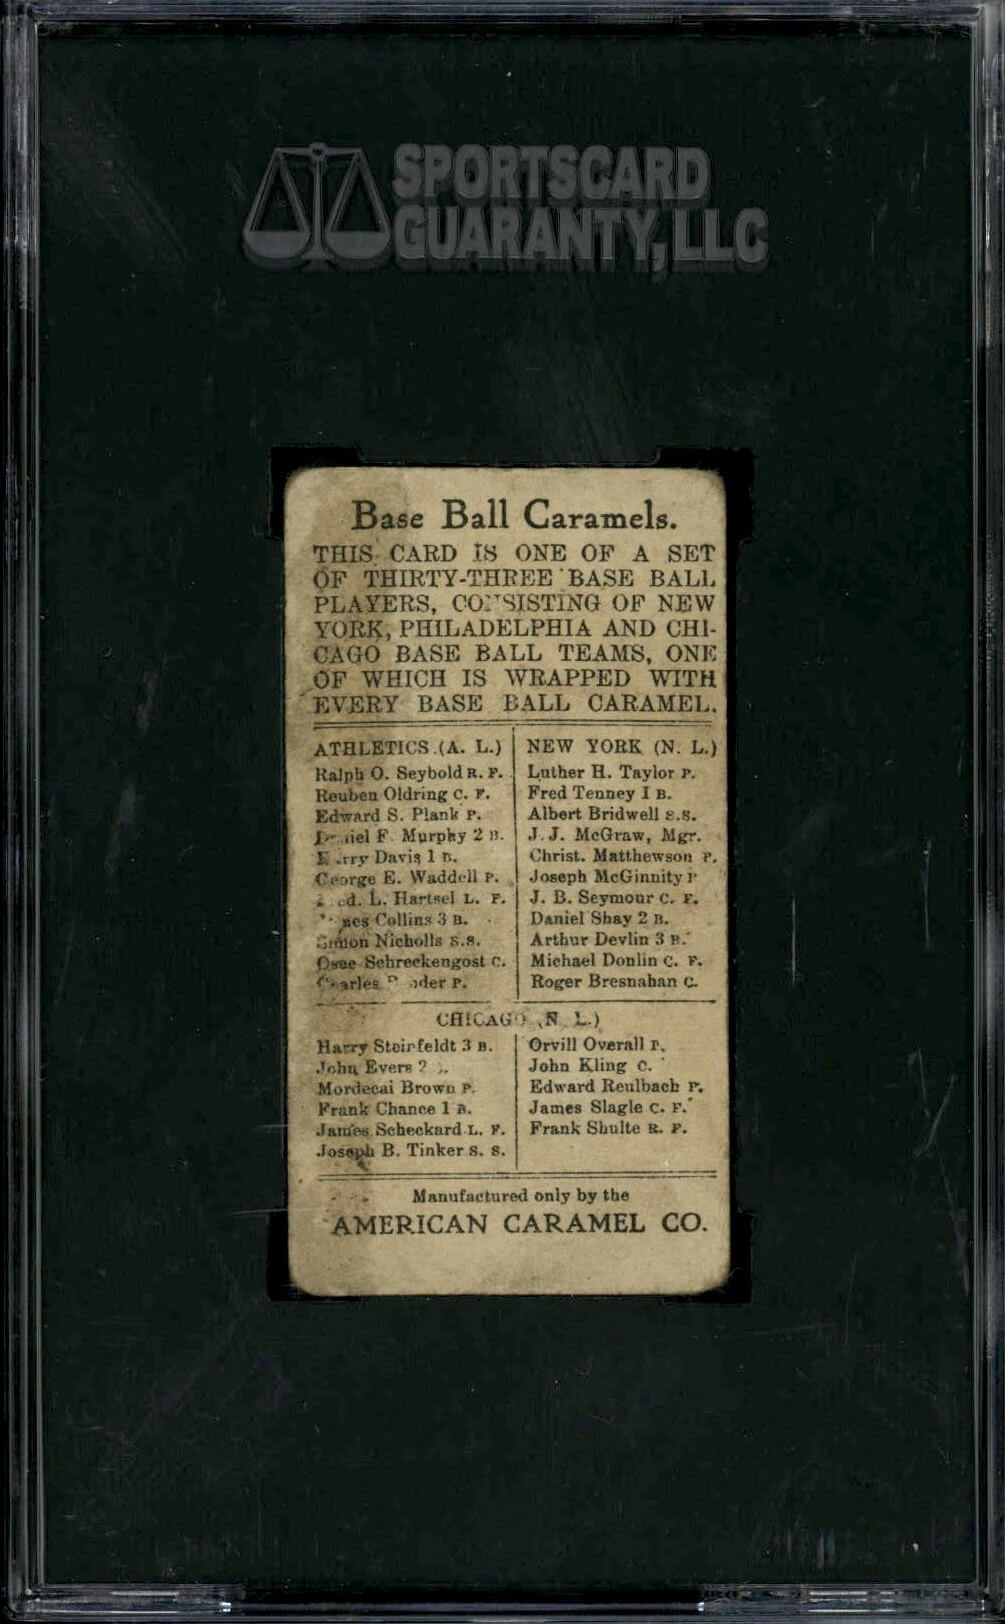 SPORTSCARD
GUARANTY, LLC
Base Ball Caramels.
THIS CARD IS ONE OF A SET
OF THIRTY-THREE BASE BALL
PLAYERS, CONSISTING OF NEW
YORK, PHILADELPHIA AND CHI-
CAGO BASE BALL TEAMS, ONE
OF WHICH IS WRAPPED WITH
EVERY BASE BALL CARAMEL.
ATHLETICS (A. L.)
Ralph O. Seybold R. F.
Reuben Oldring C. F.
Edward S. Plank P.
F. Murphy 2 B.
Davis 1 B.
George E. Waddell P.
L. Hartsel L. F.
Collins 3 B.
Simon Nicholls S.S.
Osee Schreckengost C.
Charles P.
NEW YORK (N. L.)
Luther H. Taylor P.
Fred Tenney I B.
Albert Bridwell S.S.
J. J. McGraw, Mgr.
Christ. Matthewson P.
Joseph McGinnity P
J. B. Seymour C. F.
Daniel Shay 2 B.
Arthur Devlin 3 B.
Michael Donlin C. F.
Roger Bresnahan C.
CHICAGO (N. L.)
Harry Steinfeldt 3 B.
John Evers
Mordecai Brown P.
Frank Chance 1 B.
James Scheckard L. F.
Joseph B. Tinker S. S.
Orvill Overall P.
John Kling C.
Edward Reulbach P.
James Slagle C. F.
Frank Shulte R. F.
Manufactured only by the
AMERICAN CARAMEL CO.